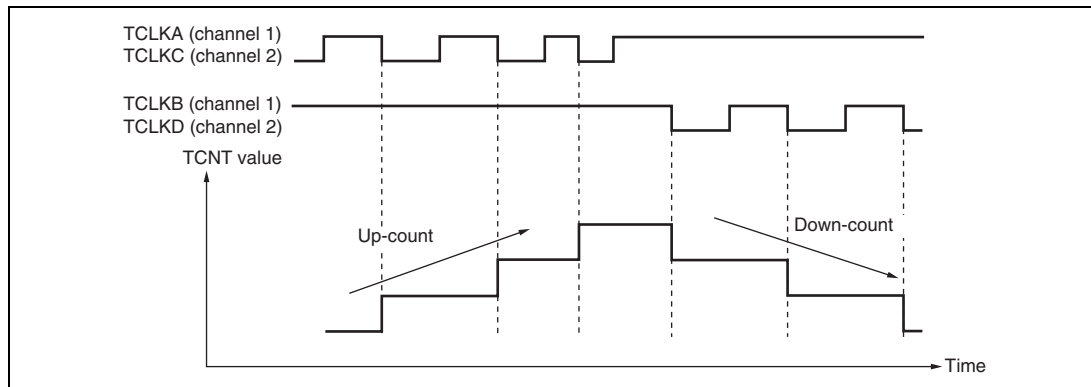 TCLKA (channel 1)
TCLKC (channel 2)
TCLKB (channel 1)
TCLKD (channel 2)
TCNT value
Up-count
Down-count
Time